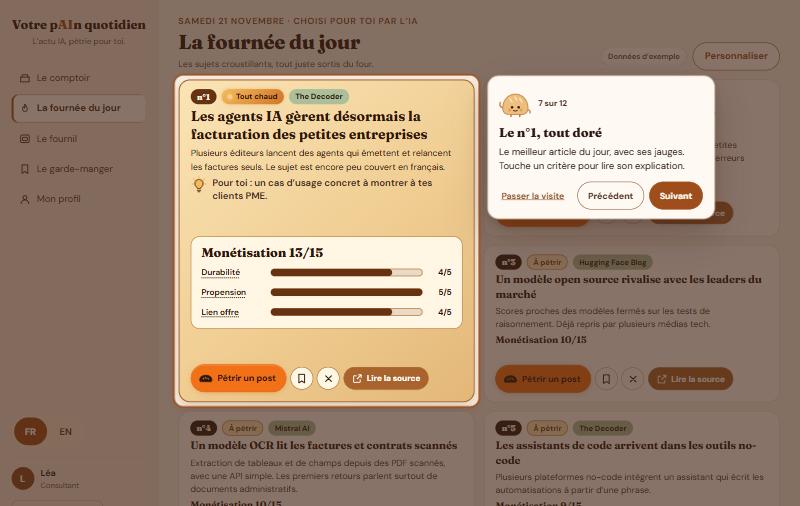 Votre pAIn quotidien
L'actu IA, pétrie pour toi.
Le comptoir
La fournée du jour
Le fournil
Le garde-manger
Mon profil
FR
EN
L
Léa
Consultant
SAMEDI 21 NOVEMBRE · CHOISI POUR TOI PAR L'IA
La fournée du jour
Les sujets croustillants, tout juste sortis du four.
Données d'exemple
Personnaliser
n°1
Tout chaud
The Decoder
Les agents IA gèrent désormais la
facturation des petites entreprises
Plusieurs éditeurs lancent des agents qui émettent et relancent
les factures seuls. Le sujet est encore peu couvert en français.
Pour toi : un cas d'usage concret à montrer à tes
clients PME.
Monétisation 13/15
Durabilité
4/5
Propension
5/5
Lien offre
4/5
Pétrir un post
Lire la source
7 sur 12
Le n°1, tout doré
Le meilleur article du jour, avec ses jauges.
Touche un critère pour lire son explication.
Passer la visite
Précédent
Suivant
n°3
À pétrir
Hugging Face Blog
Un modèle open source rivalise avec les leaders du
marché
Scores proches des modèles fermés sur les tests de
raisonnement. Déjà repris par plusieurs médias tech.
Monétisation 10/15
Pétrir un post
Lire la source
n°4
À pétrir
Mistral AI
Un modèle OCR lit les factures et contrats scannés
Extraction de tableaux et de champs depuis des PDF scannés,
avec une API simple. Les premiers retours parlent surtout de
documents administratifs.
Monétisation 10/15
n°5
À pétrir
The Decoder
Les assistants de code arrivent dans les outils no-
code
Plusieurs plateformes no-code intègrent un assistant qui écrit les
automatisations à partir d'une phrase.
Monétisation 9/15